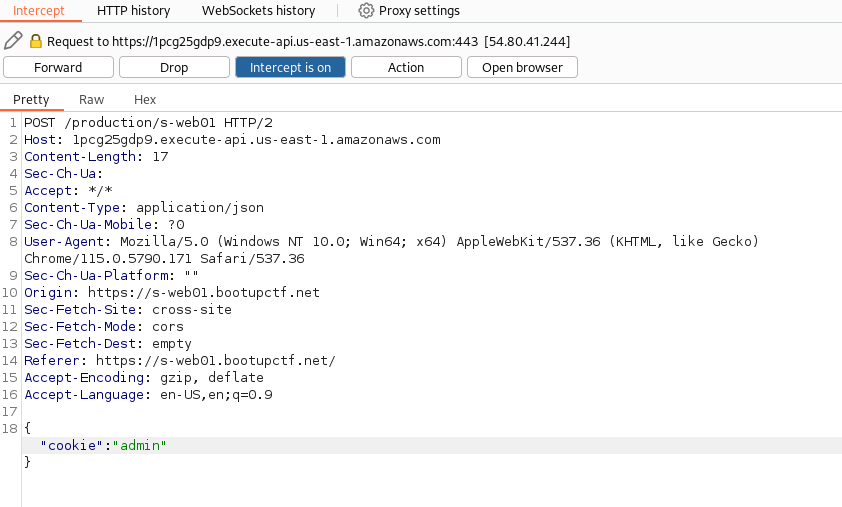 Intercept HTTP history WebSockets history Proxy settings
Request to https://1pcg25gdp9.execute-api.us-east-1.amazonaws.com:443 [54.80.41.244]
Forward Drop Intercept is on Action Open browser
Pretty Raw Hex
1 POST /production/s-web01 HTTP/2
2 Host: 1pcg25gdp9.execute-api.us-east-1.amazonaws.com
3 Content-Length: 17
4 Sec-Ch-Ua:
5 Accept: */*
6 Content-Type: application/json
7 Sec-Ch-Ua-Mobile: ?0
8 User-Agent: Mozilla/5.0 (Windows NT 10.0; Win64; x64) AppleWebKit/537.36 (KHTML, like Gecko)
Chrome/115.0.5790.171 Safari/537.36
9 Sec-Ch-Ua-Platform: ""
10 Origin: https://s-web01.bootupctf.net
11 Sec-Fetch-Site: cross-site
12 Sec-Fetch-Mode: cors
13 Sec-Fetch-Dest: empty
14 Referer: https://s-web01.bootupctf.net/
15 Accept-Encoding: gzip, deflate
16 Accept-Language: en-US,en;q=0.9
17
18 {
"cookie":"admin"
}